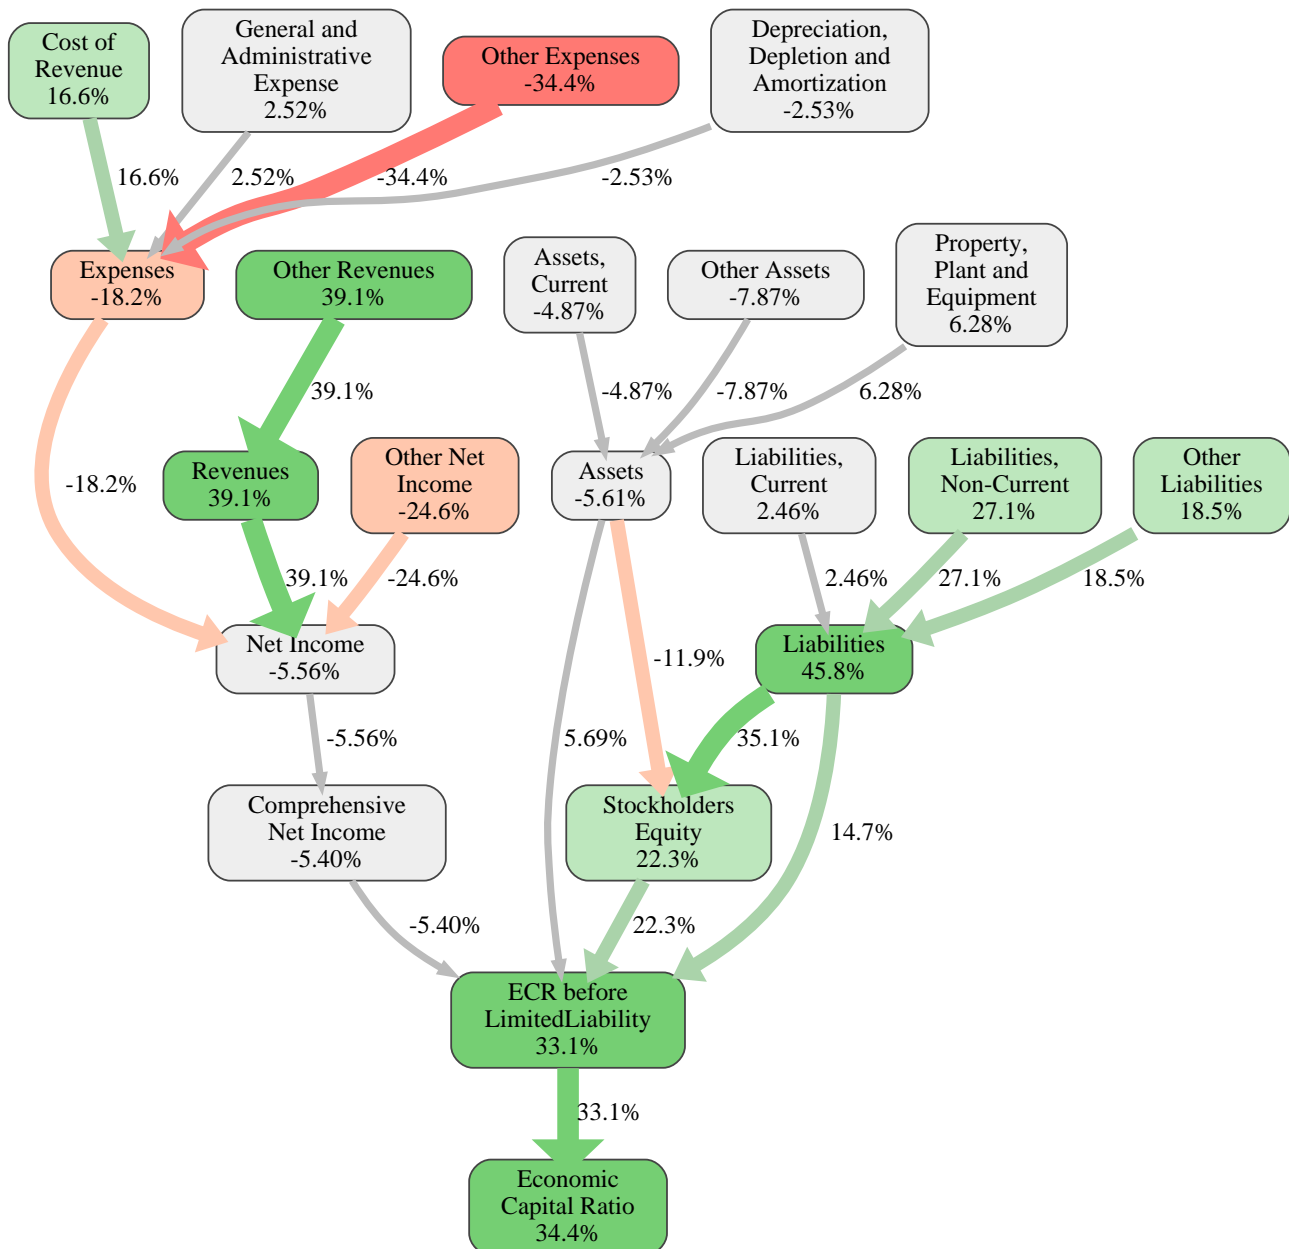 Cost of
Revenue
16.6%
General and
Administrative
Expense
2.52%
Other Expenses
-34.4%
Depreciation,
Depletion and
Amortization
-2.53%
16.6%
2.52%
-34.4%
-2.53%
Expenses
-18.2%
Other Revenues
39.1%
Assets,
Current
-4.87%
Other Assets
-7.87%
Property,
Plant and
Equipment
6.28%
39.1%
-4.87%
-7.87%
6.28%
-18.2%
Revenues
39.1%
Other Net
Income
-24.6%
Assets
-5.61%
Liabilities,
Current
2.46%
Liabilities,
Non-Current
27.1%
Other
Liabilities
18.5%
39.1%
-24.6%
2.46%
27.1%
18.5%
Net Income
-5.56%
-11.9%
Liabilities
45.8%
-5.56%
5.69%
35.1%
Comprehensive
Net Income
-5.40%
Stockholders
Equity
22.3%
14.7%
-5.40%
22.3%
ECR before
LimitedLiability
33.1%
33.1%
Economic
Capital Ratio
34.4%